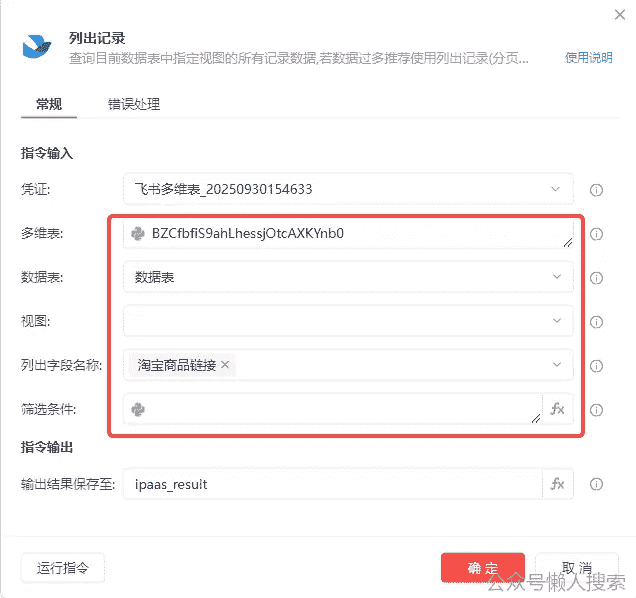 列出记录
查询目前数据表中指定视图的所有记录数据,若数据过多推荐使用列出记录(分页...
使用说明
常规
错误处理
指令输入
凭证:
飞书多维表_20250930154633
多维表:
BZCfbfiS9ahLhessjOtcAXKYnb0
数据表:
数据表
视图:
列出字段名称:
淘宝商品链接
筛选条件:
fx
指令输出
输出结果保存至:
ipaas_result
fx
运行指令
确定
取消
公众号懒人搜索